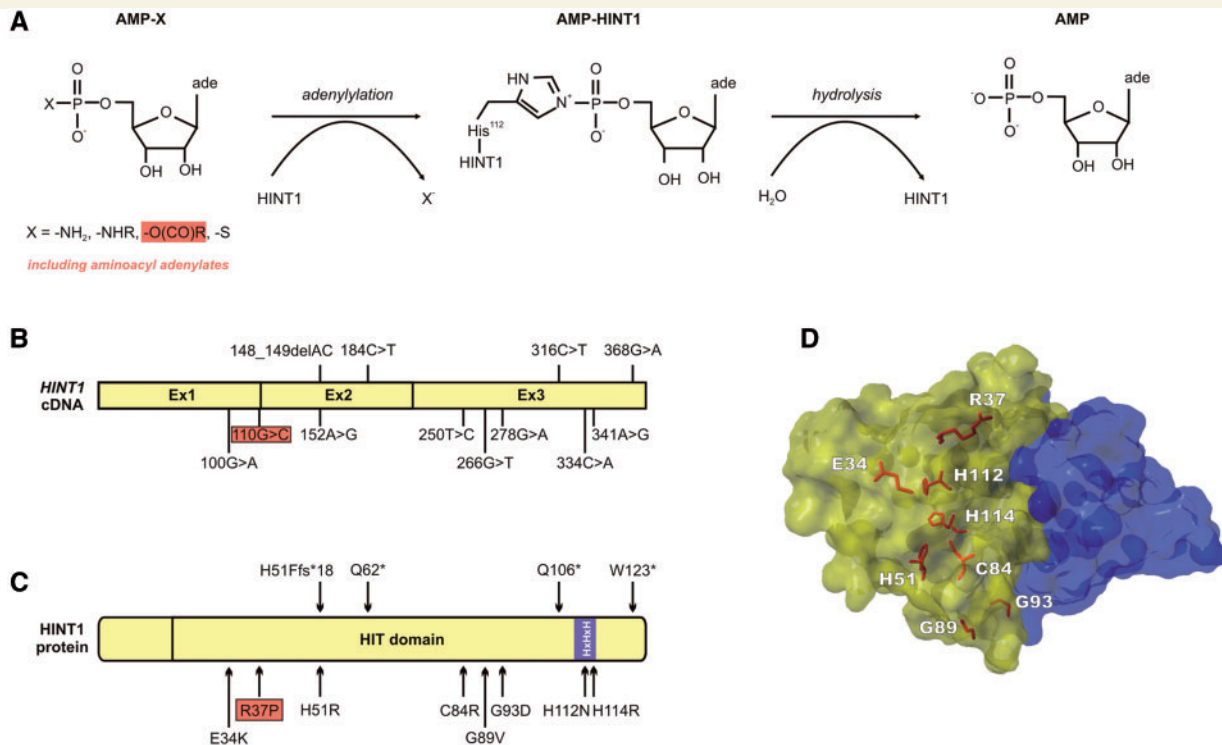 A
AMP-X
AMP-HINT1
AMP
O
X-P-O
O-
ade
O
OH OH
adenylylation
HINT1
X-
HN
N+
His112
HINT1
O
P-O
O-
ade
O
OH OH
hydrolysis
H2O
HINT1
O
-O-P-O
O-
ade
O
OH OH
X = -NH2, -NHR, -O(CO)R, -S
including aminoacyl adenylates
B
148_149delAC 184C>T 316C>T 368G>A
HINT1
cDNA
Ex1 Ex2 Ex3
110G>C 152A>G 250T>C 278G>A 341A>G
100G>A 266G>T 334C>A
C
H51Ffs*18 Q62* Q106* W123*
HINT1
protein
HIT domain
HxHxH
R37P H51R C84R G93D H112N H114R
E34K G89V
D
R37
E34
H112
H114
H51
C84
G93
G89